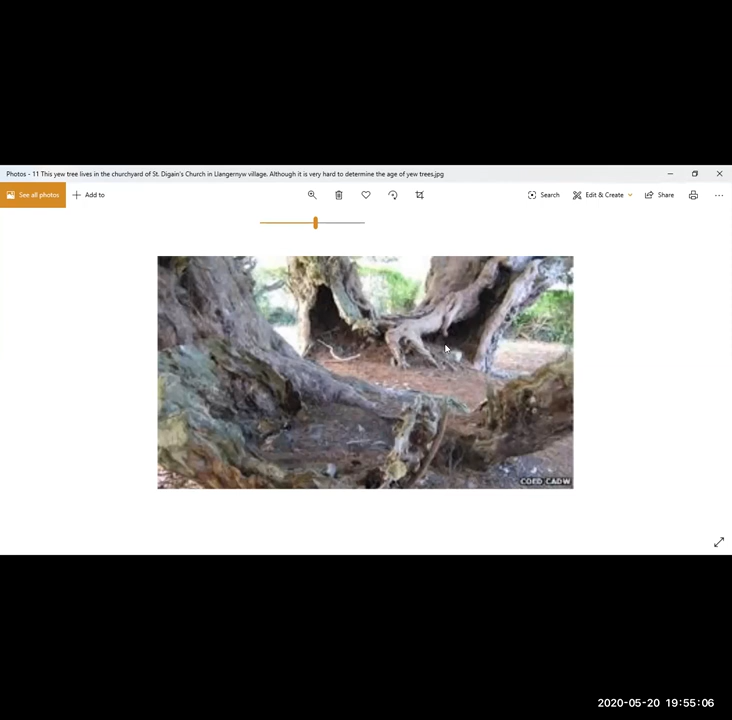 Photos - 11 This yew tree lives in the churchyard of St. Digain's Church in Llangernyw village. Although it is very hard to determine the age of yew trees.jpg
See all photos + Add to Search Edit & Create Share ...
COED CADW
2020-05-20 19:55:06